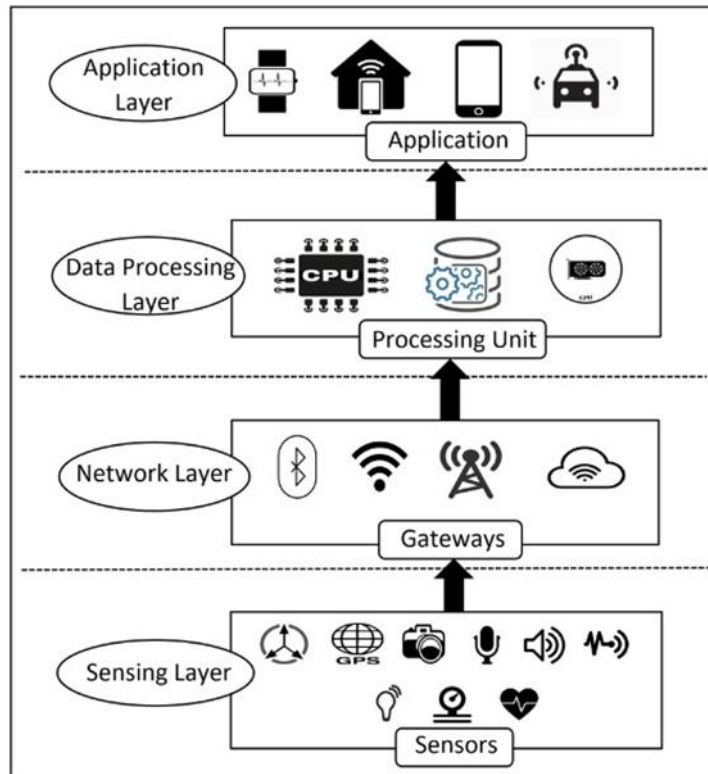 Application
Layer
Application
Data Processing
Layer
CPU
Processing Unit
Network Layer
Gateways
GPS
Sensing Layer
Sensors